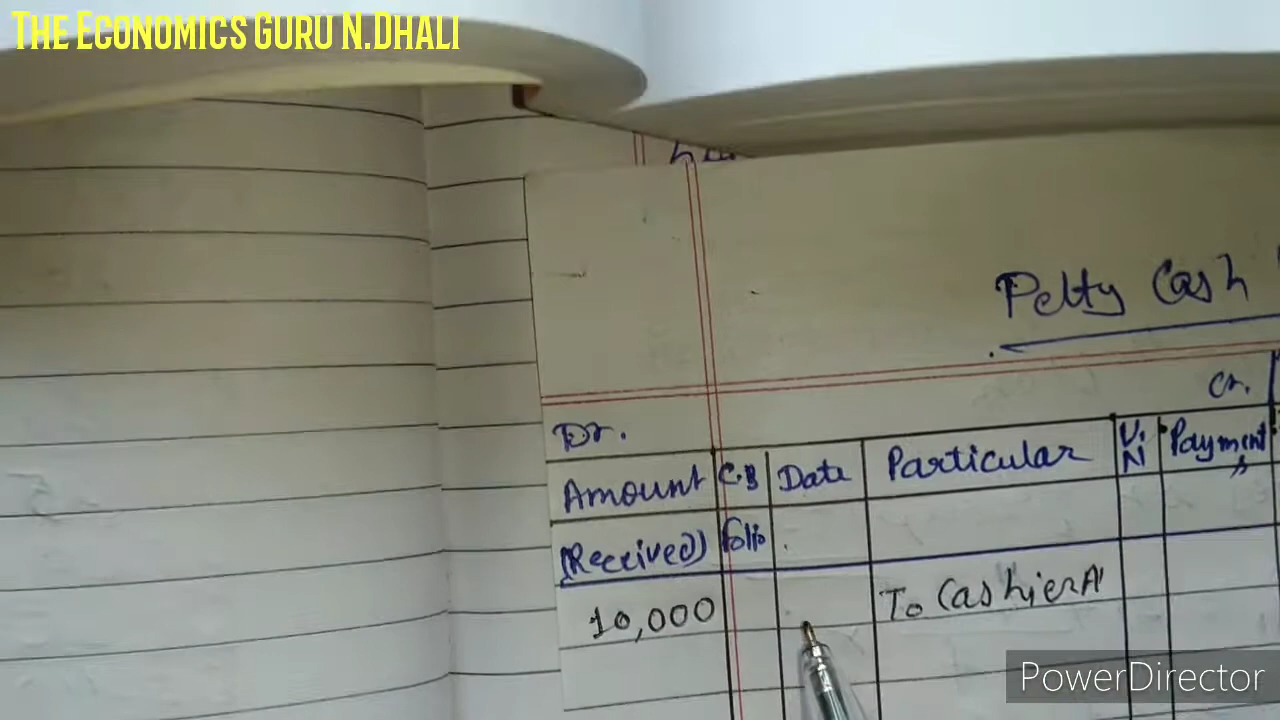 The Economics Guru N.Dhali
Petty Cash
Dr.
Cr.
Amount
(Received)
C.B
folio
Date
Particular
V.
N
Payment
10,000
To Cashier A/
PowerDirector